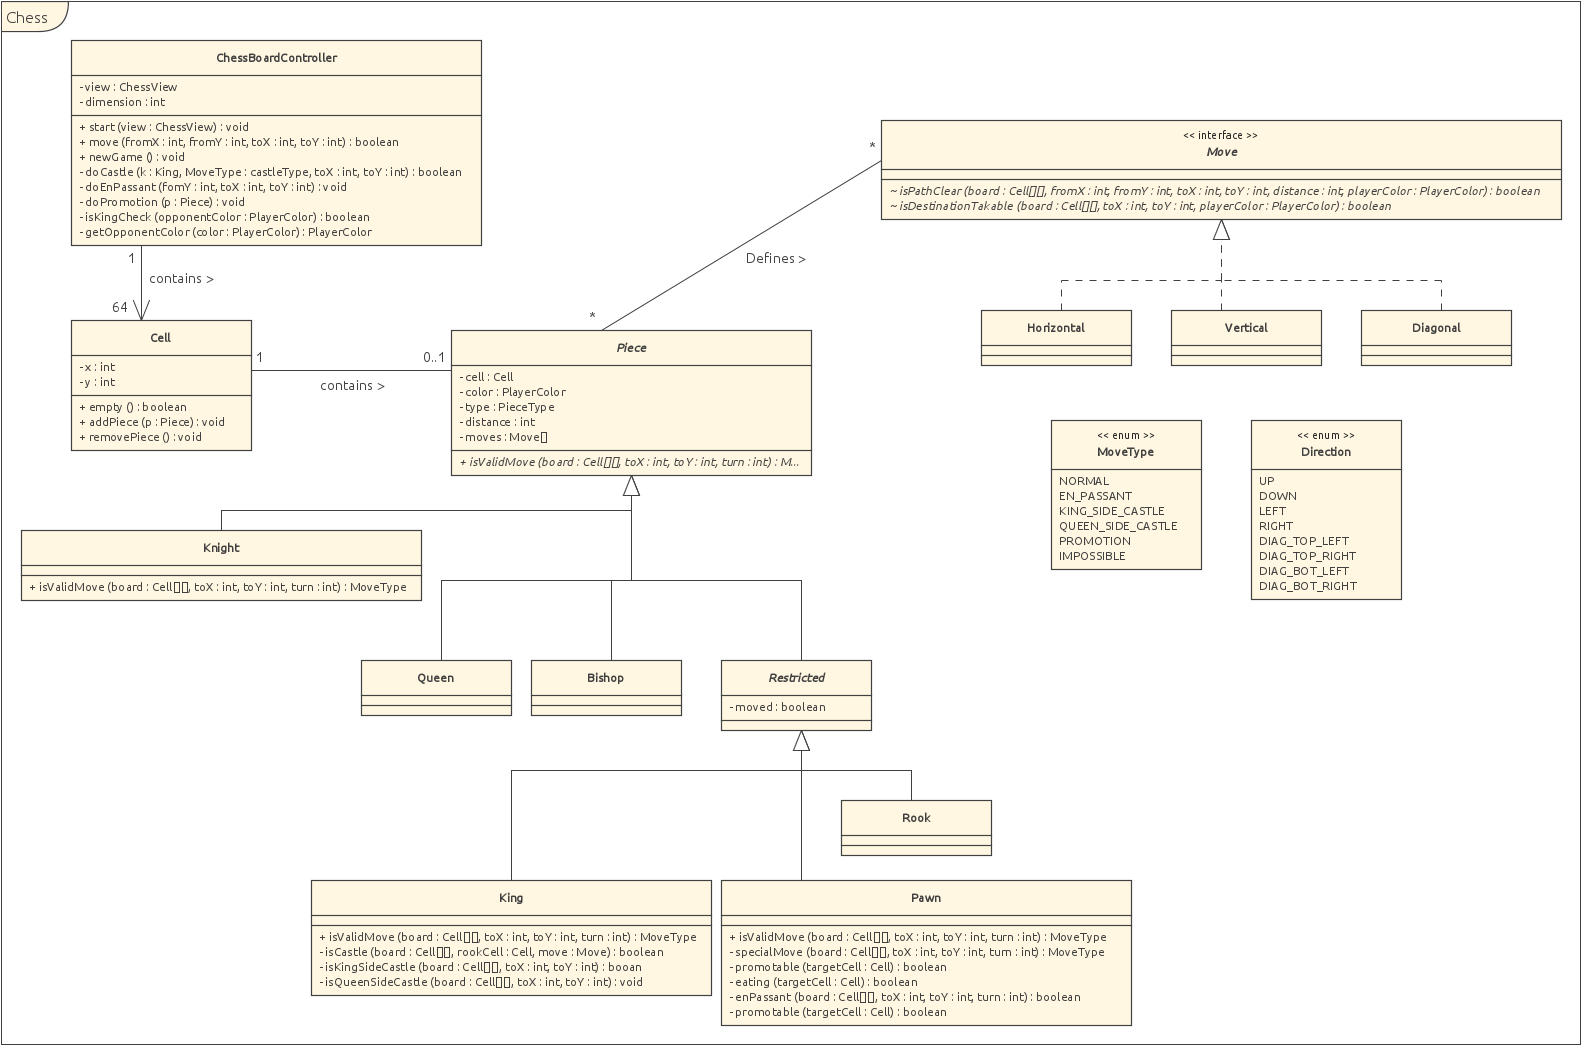 Chess
ChessBoardController
- view : ChessView
- dimension : int
+ start (view : ChessView) : void
+ move (fromX : int, fromY : int, toX : int, toY : int) : boolean
+ newGame () : void
- doCastle (k : King, MoveType : castleType, toX : int, toY : int) : boolean
- doEnPassant (fomY : int, toX : int, toY : int) : void
- doPromotion (p : Piece) : void
- isKingCheck (opponentColor : PlayerColor) : boolean
- getOpponentColor (color : PlayerColor) : PlayerColor
<< interface >>
Move
~ isPathClear (board : Cell[][], fromX : int, fromY : int, toX : int, toY : int, distance : int, playerColor : PlayerColor) : boolean
~ isDestinationTakable (board : Cell[][], toX : int, toY : int, playerColor : PlayerColor) : boolean
*
Defines >
*
1
contains >
64
Cell
- x : int
- y : int
+ empty () : boolean
+ addPiece (p : Piece) : void
+ removePiece () : void
1
0..1
contains >
Piece
- cell : Cell
- color : PlayerColor
- type : PieceType
- distance : int
- moves : Move[]
+ isValidMove (board : Cell[][], toX : int, toY : int, turn : int) : M...
Horizontal
Vertical
Diagonal
<< enum >>
MoveType
NORMAL
EN_PASSANT
KING_SIDE_CASTLE
QUEEN_SIDE_CASTLE
PROMOTION
IMPOSSIBLE
<< enum >>
Direction
UP
DOWN
LEFT
RIGHT
DIAG_TOP_LEFT
DIAG_TOP_RIGHT
DIAG_BOT_LEFT
DIAG_BOT_RIGHT
Knight
+ isValidMove (board : Cell[][], toX : int, toY : int, turn : int) : MoveType
Queen
Bishop
Restricted
- moved : boolean
Rook
King
+ isValidMove (board : Cell[][], toX : int, toY : int, turn : int) : MoveType
- isCastle (board : Cell[][], rookCell : Cell, move : Move) : boolean
- isKingSideCastle (board : Cell[][], toX : int, toY : int) : booan
- isQueenSideCastle (board : Cell[][], toX : int, toY : int) : void
Pawn
+ isValidMove (board : Cell[][], toX : int, toY : int, turn : int) : MoveType
- specialMove (board : Cell[][], toX : int, toY : int, turn : int) : MoveType
- promotable (targetCell : Cell) : boolean
- eating (targetCell : Cell) : boolean
- enPassant (board : Cell[][], toX : int, toY : int, turn : int) : boolean
- promotable (targetCell : Cell) : boolean